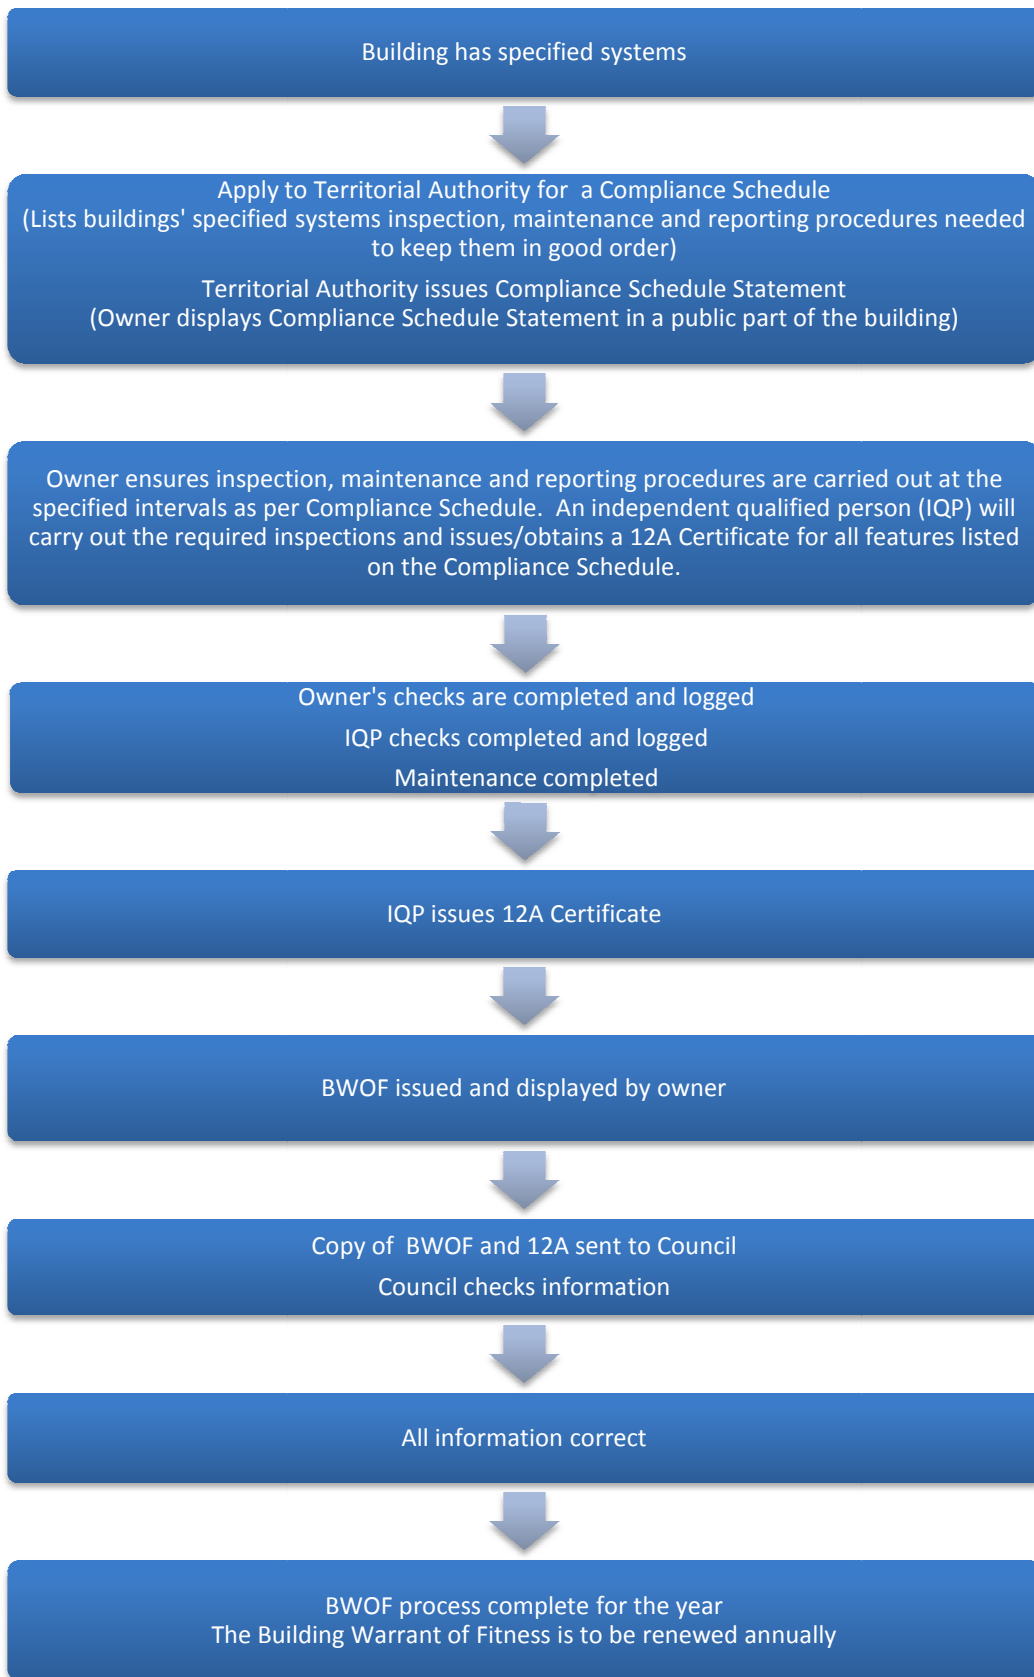 Building has specified systems
Apply to Territorial Authority for a Compliance Schedule
(Lists buildings' specified systems inspection, maintenance and reporting procedures needed
to keep them in good order)
Territorial Authority issues Compliance Schedule Statement
(Owner displays Compliance Schedule Statement in a public part of the building)
Owner ensures inspection, maintenance and reporting procedures are carried out at the
specified intervals as per Compliance Schedule. An independent qualified person (IQP) will
carry out the required inspections and issues/obtains a 12A Certificate for all features listed
on the Compliance Schedule.
Owner's checks are completed and logged
IQP checks completed and logged
Maintenance completed
IQP issues 12A Certificate
BWOF issued and displayed by owner
Copy of BWOF and 12A sent to Council
Council checks information
All information correct
BWOF process complete for the year
The Building Warrant of Fitness is to be renewed annually